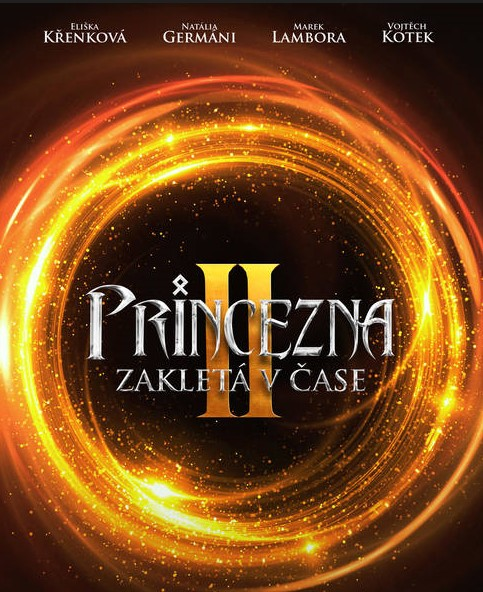 Eliška Natália Marek Vojtěch
Křenková Germáni Lambora Kotek
II
Princezna
zakletá v čase